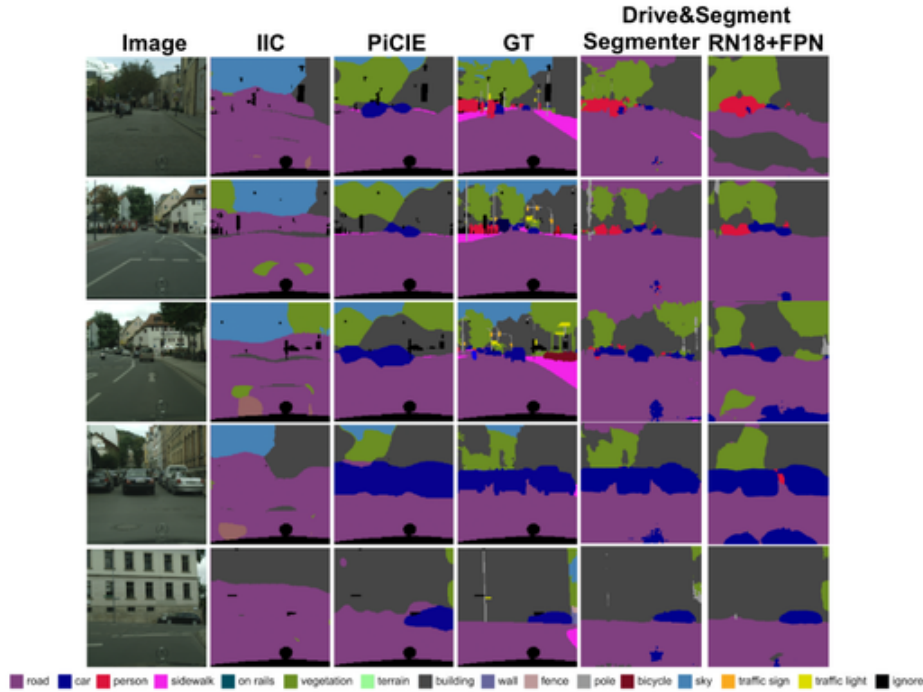 Drive&Segment
Image IIC PiCIE GT Segmenter RN18+FPN
road car person sidewalk on rails vegetation terrain building wall fence pole bicycle sky traffic sign traffic light ignore